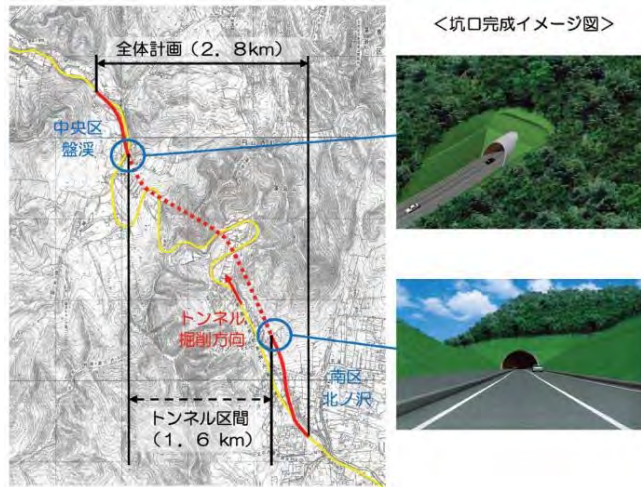 ＜坑口完成イメージ図＞
全体計画（２．８km）
中央区
盤渓
トンネル
掘削方向
南区
北ノ沢
トンネル区間
（１．６ km）